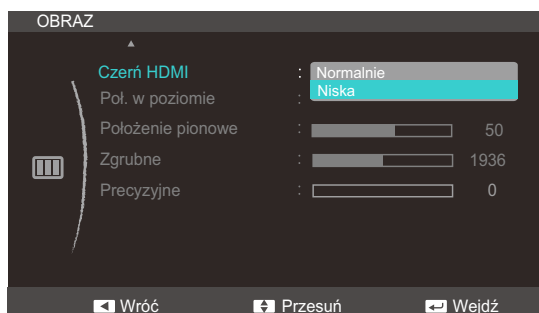 OBRAZ
Czerń HDMI : Normalnie
Niska
Poł. w poziomie :
Położenie pionowe : 50
Zgrubne : 1936
Precyzyjne : 0
Wróć Przesuń Wejdź